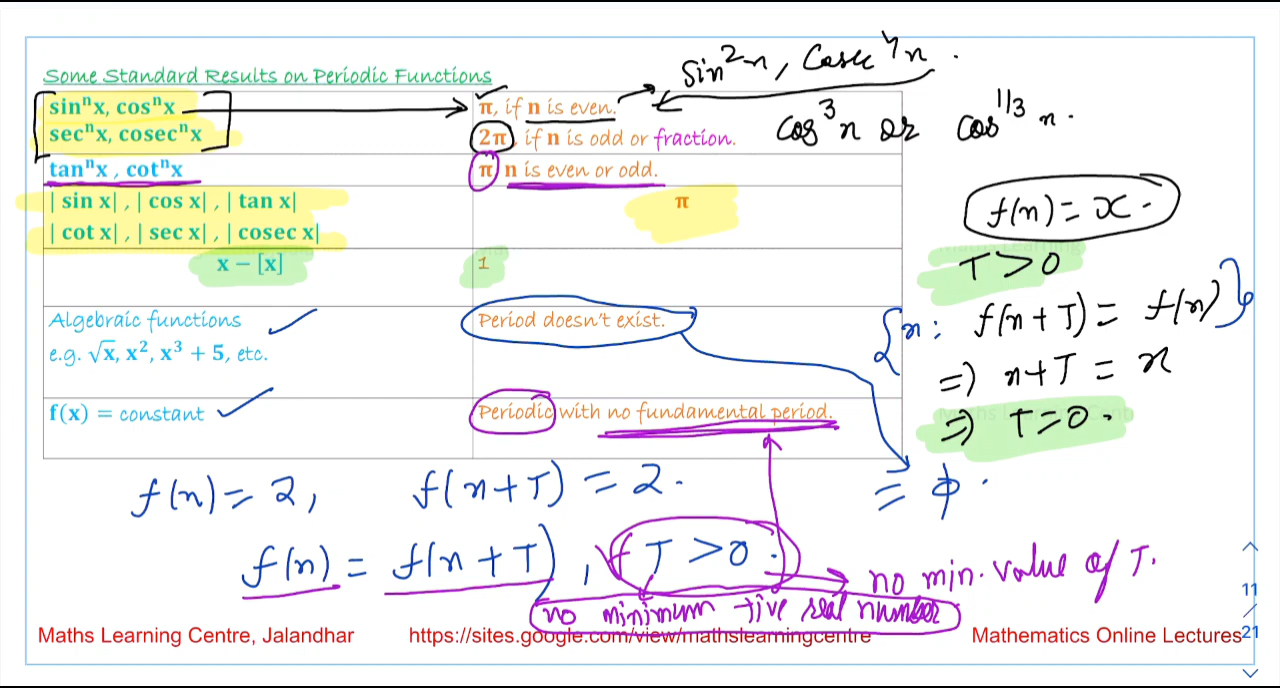 Some Standard Results on Periodic Functions
Sin²x, Cosec⁴x.
sinⁿx, cosⁿx
π, if n is even.
secⁿx, cosecⁿx
2π, if n is odd or fraction.
cos³x or cos^1/3 x.
tanⁿx , cotⁿx
π n is even or odd.
| sin x| , | cos x| , | tan x|
| cot x| , | sec x| , | cosec x|
π
f(x) = x.
x – [x]
1
T > 0
Algebraic functions
e.g. √x, x², x³ + 5, etc.
Period doesn't exist.
{x: f(x+T) = f(x)}
⇒ x+T = x
⇒ T = 0.
f(x) = constant
Periodic with no fundamental period.
= ϕ.
f(x) = 2, f(x+T) = 2.
f(x) = f(x+T), ∀ T > 0.
no min. value of T.
no minimum +ive real number
Maths Learning Centre, Jalandhar
https://sites.google.com/view/mathslearningcentre
Mathematics Online Lectures
11
/
21